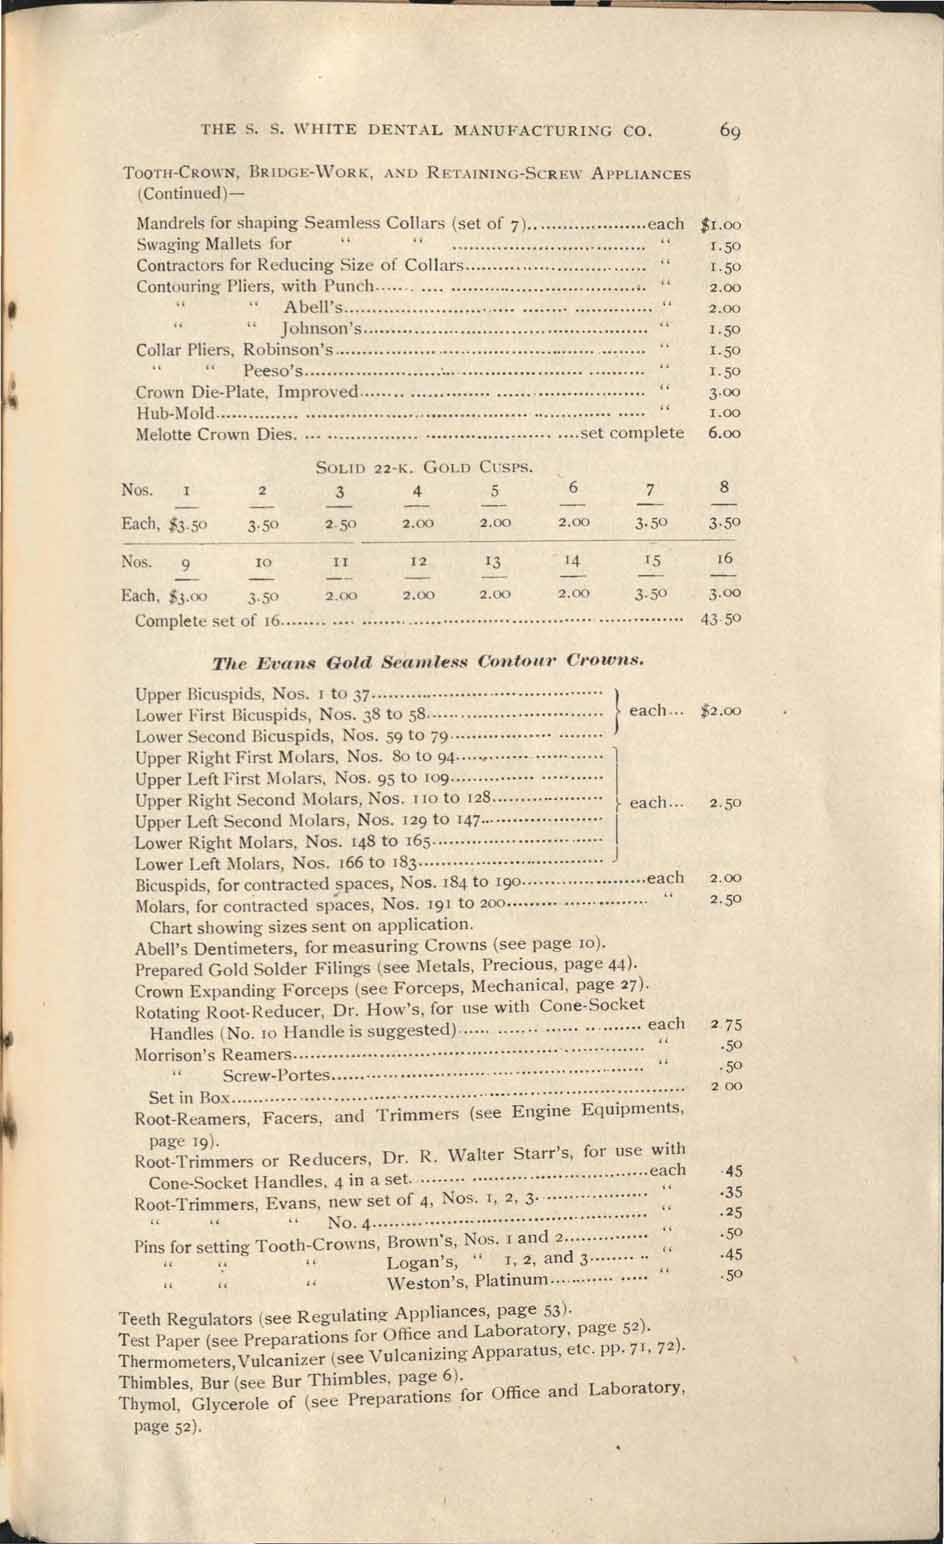 THE S. S. WHITE DENTAL MANUFACTURING CO. 69
TOOTH-CROWN, BRIDGE-WORK, AND RETAINING-SCREW APPLIANCES
(Continued)—
Mandrels for shaping Seamless Collars (set of 7)........each $1.00
Swaging Mallets for " " ........ " 1.50
Contractors for Reducing Size of Collars........ " 1.50
Contouring Pliers, with Punch........ " 2.00
" " Abell's........ " 2.00
" " Johnson's........ " 1.50
Collar Pliers, Robinson's........ " 1.50
" " Peeso's........ " 1.50
Crown Die-Plate, Improved........ " 3.00
Hub-Mold........ " 1.00
Melotte Crown Dies........set complete 6.00
SOLID 22-K. GOLD CUSPS.
Nos. 1 2 3 4 5 6 7 8
Each, $3.50 3.50 2.50 2.00 2.00 2.00 3.50 3.50
Nos. 9 10 11 12 13 14 15 16
Each, $3.00 3.50 2.00 2.00 2.00 2.00 3.50 3.00
Complete set of 16........ 43.50
The Evans Gold Seamless Contour Crowns.
Upper Bicuspids, Nos. 1 to 37........
Lower First Bicuspids, Nos. 38 to 58........ each... $2.00
Lower Second Bicuspids, Nos. 59 to 79........
Upper Right First Molars, Nos. 80 to 94........
Upper Left First Molars, Nos. 95 to 109........
Upper Right Second Molars, Nos. 110 to 128........ each... 2.50
Upper Left Second Molars, Nos. 129 to 147........
Lower Right Molars, Nos. 148 to 165........
Lower Left Molars, Nos. 166 to 183........
Bicuspids, for contracted spaces, Nos. 184 to 190........each 2.00
Molars, for contracted spaces, Nos. 191 to 200........ " 2.50
Chart showing sizes sent on application.
Abell's Dentimeters, for measuring Crowns (see page 10).
Prepared Gold Solder Filings (see Metals, Precious, page 44).
Crown Expanding Forceps (see Forceps, Mechanical, page 27).
Rotating Root-Reducer, Dr. How's, for use with Cone-Socket
Handles (No. 10 Handle is suggested)........ each 2 75
Morrison's Reamers........ " .50
" Screw-Portes........ " .50
Set in Box........ 2 00
Root-Reamers, Facers, and Trimmers (see Engine Equipments,
page 19).
Root-Trimmers or Reducers, Dr. R. Walter Starr's, for use with
Cone-Socket Handles, 4 in a set........each .45
Root-Trimmers, Evans, new set of 4, Nos. 1, 2, 3........ " .35
" " " No. 4........ " .25
Pins for setting Tooth-Crowns, Brown's, Nos. 1 and 2........ " .50
" " " Logan's, " 1, 2, and 3........ " .45
" " " Weston's, Platinum........ " .50
Teeth Regulators (see Regulating Appliances, page 53).
Test Paper (see Preparations for Office and Laboratory, page 52).
Thermometers, Vulcanizer (see Vulcanizing Apparatus, etc. pp. 71, 72).
Thimbles, Bur (see Bur Thimbles, page 6).
Thymol, Glycerole of (see Preparations for Office and Laboratory,
page 52).